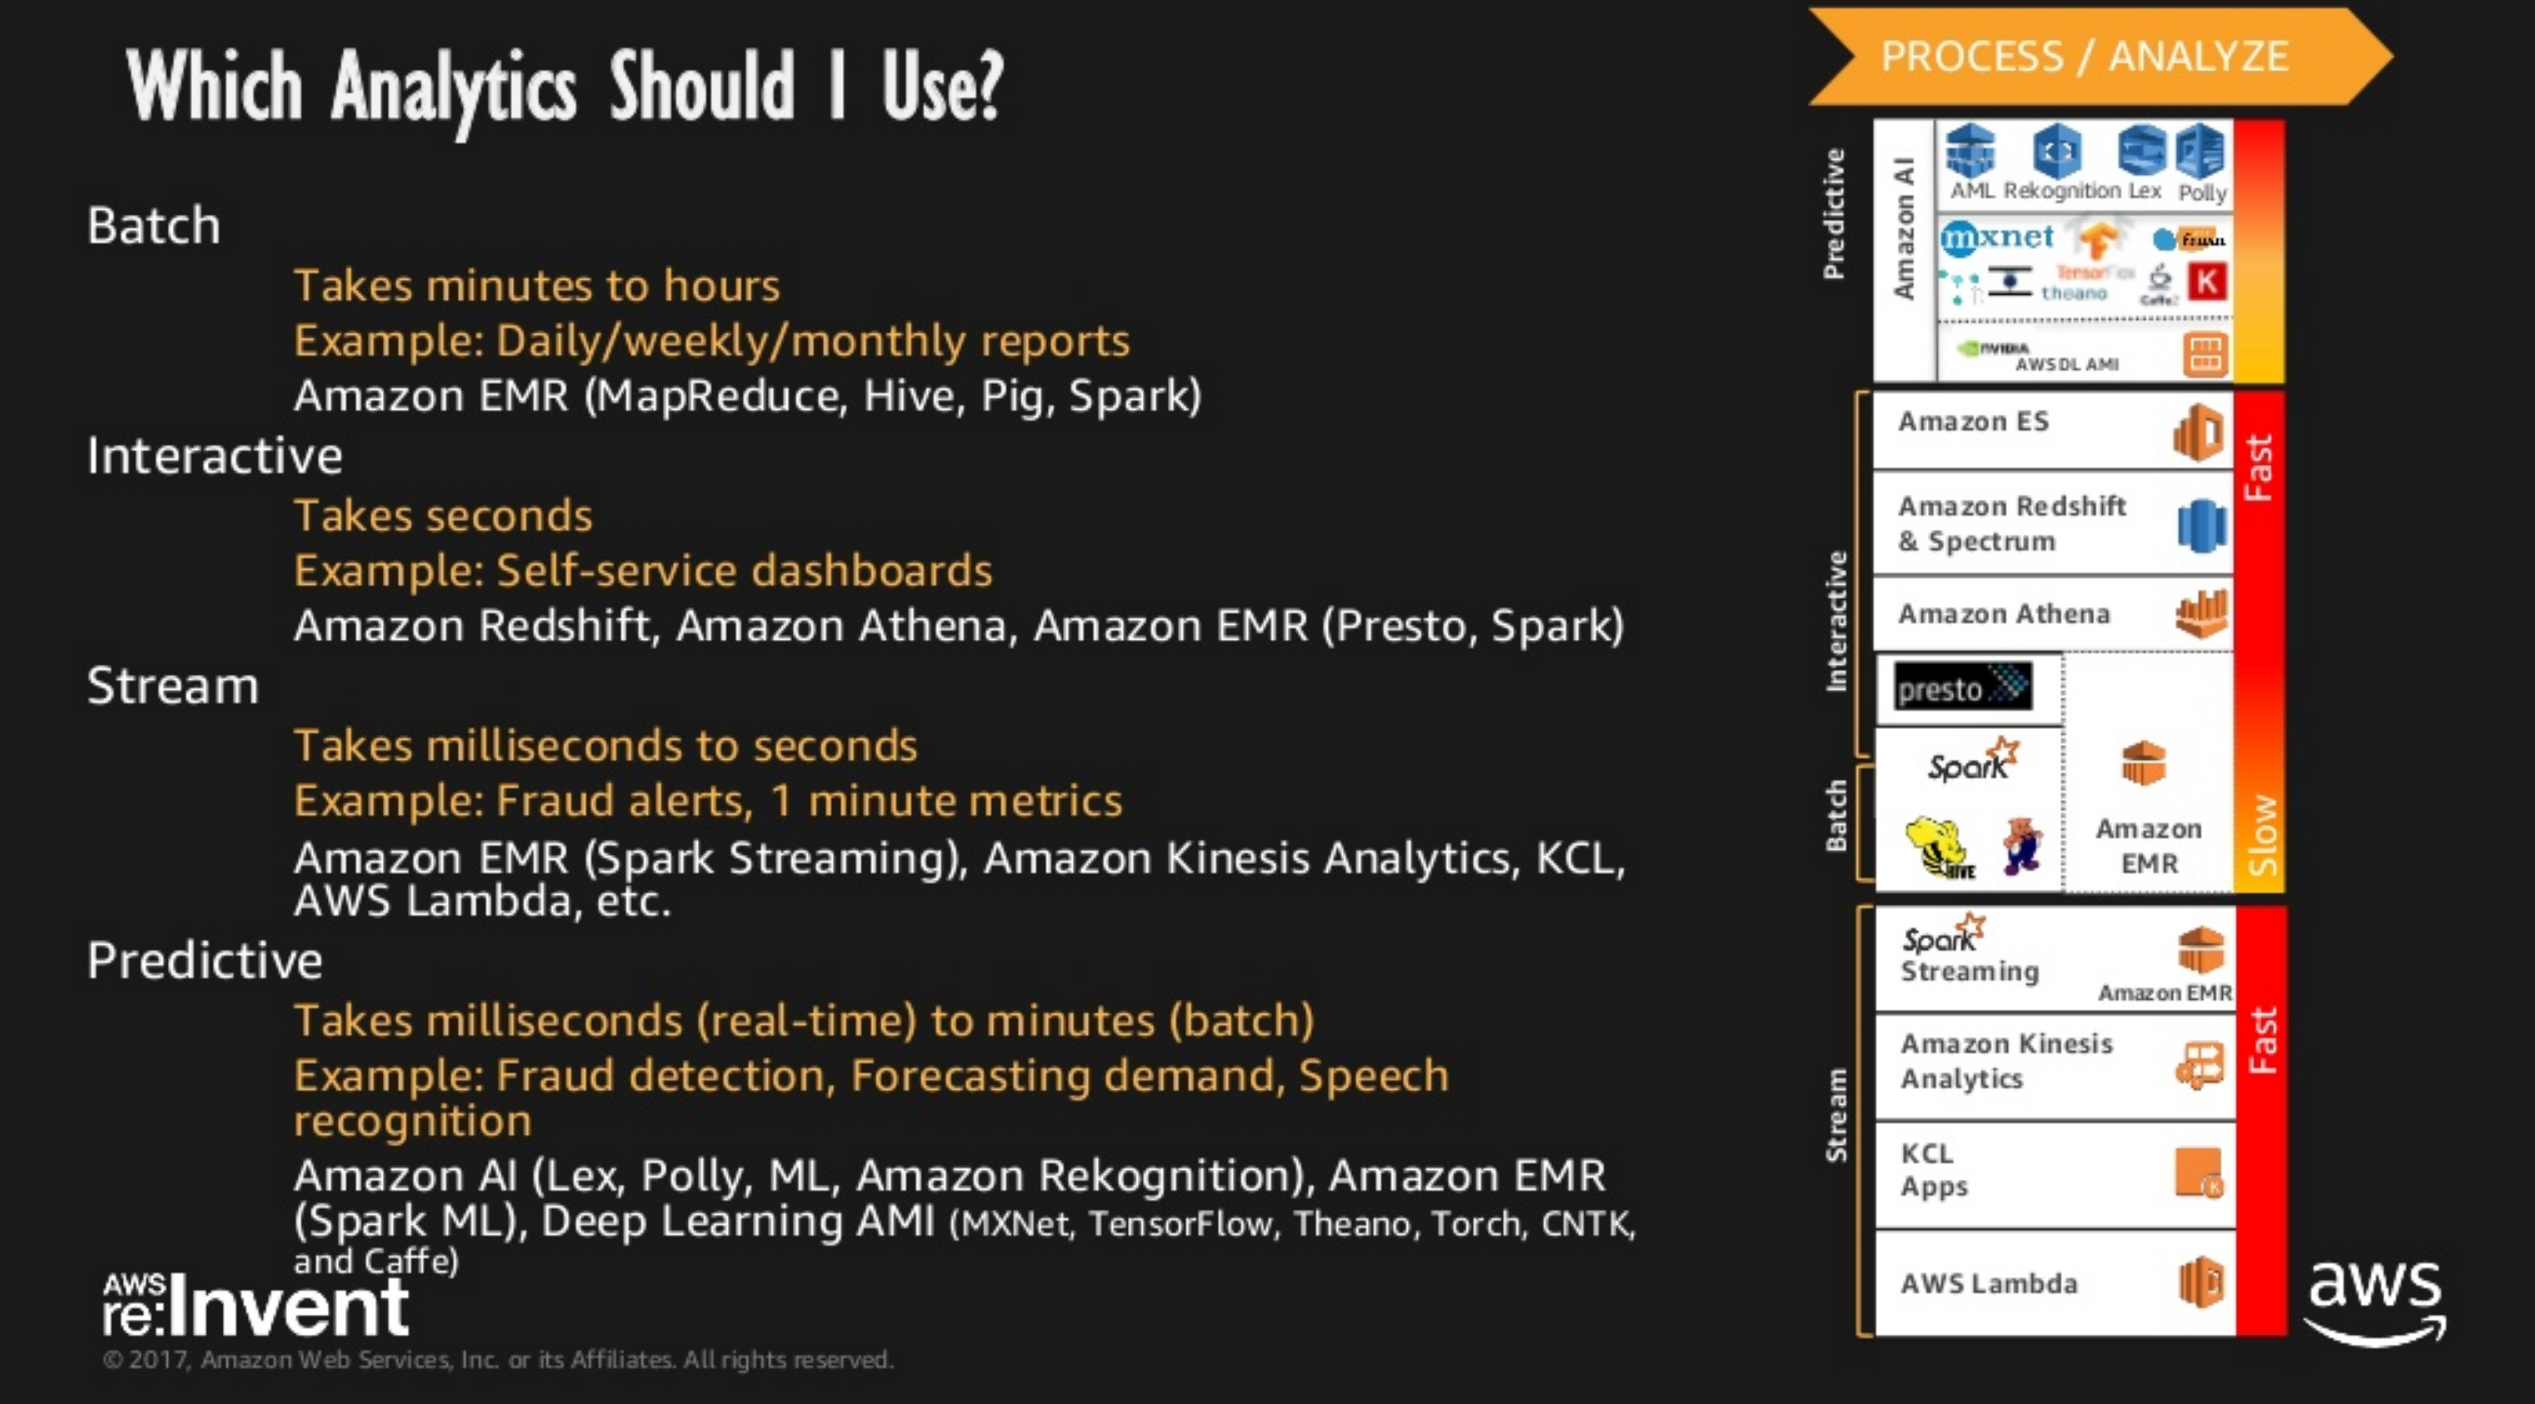 Which Analytics Should I Use?
Batch
Takes minutes to hours
Example: Daily/weekly/monthly reports
Amazon EMR (MapReduce, Hive, Pig, Spark)
Interactive
Takes seconds
Example: Self-service dashboards
Amazon Redshift, Amazon Athena, Amazon EMR (Presto, Spark)
Stream
Takes milliseconds to seconds
Example: Fraud alerts, 1 minute metrics
Amazon EMR (Spark Streaming), Amazon Kinesis Analytics, KCL,
AWS Lambda, etc.
Predictive
Takes milliseconds (real-time) to minutes (batch)
Example: Fraud detection, Forecasting demand, Speech
recognition
Amazon AI (Lex, Polly, ML, Amazon Rekognition), Amazon EMR
(Spark ML), Deep Learning AMI (MXNet, TensorFlow, Theano, Torch, CNTK,
and Caffe)
AWS
re:Invent
© 2017, Amazon Web Services, Inc. or its Affiliates. All rights reserved.
PROCESS / ANALYZE
Predictive
Amazon AI
AML Rekognition Lex Polly
mxnet
TensorFlow
theano
Caffe2
K
NVIDIA
AWS DL AMI
Interactive
Amazon ES
Fast
Amazon Redshift
& Spectrum
Amazon Athena
presto
Spark
Batch
HIVE
Amazon
EMR
Slow
Stream
Spark
Streaming
Amazon EMR
Amazon Kinesis
Analytics
Fast
KCL
Apps
AWS Lambda
aws